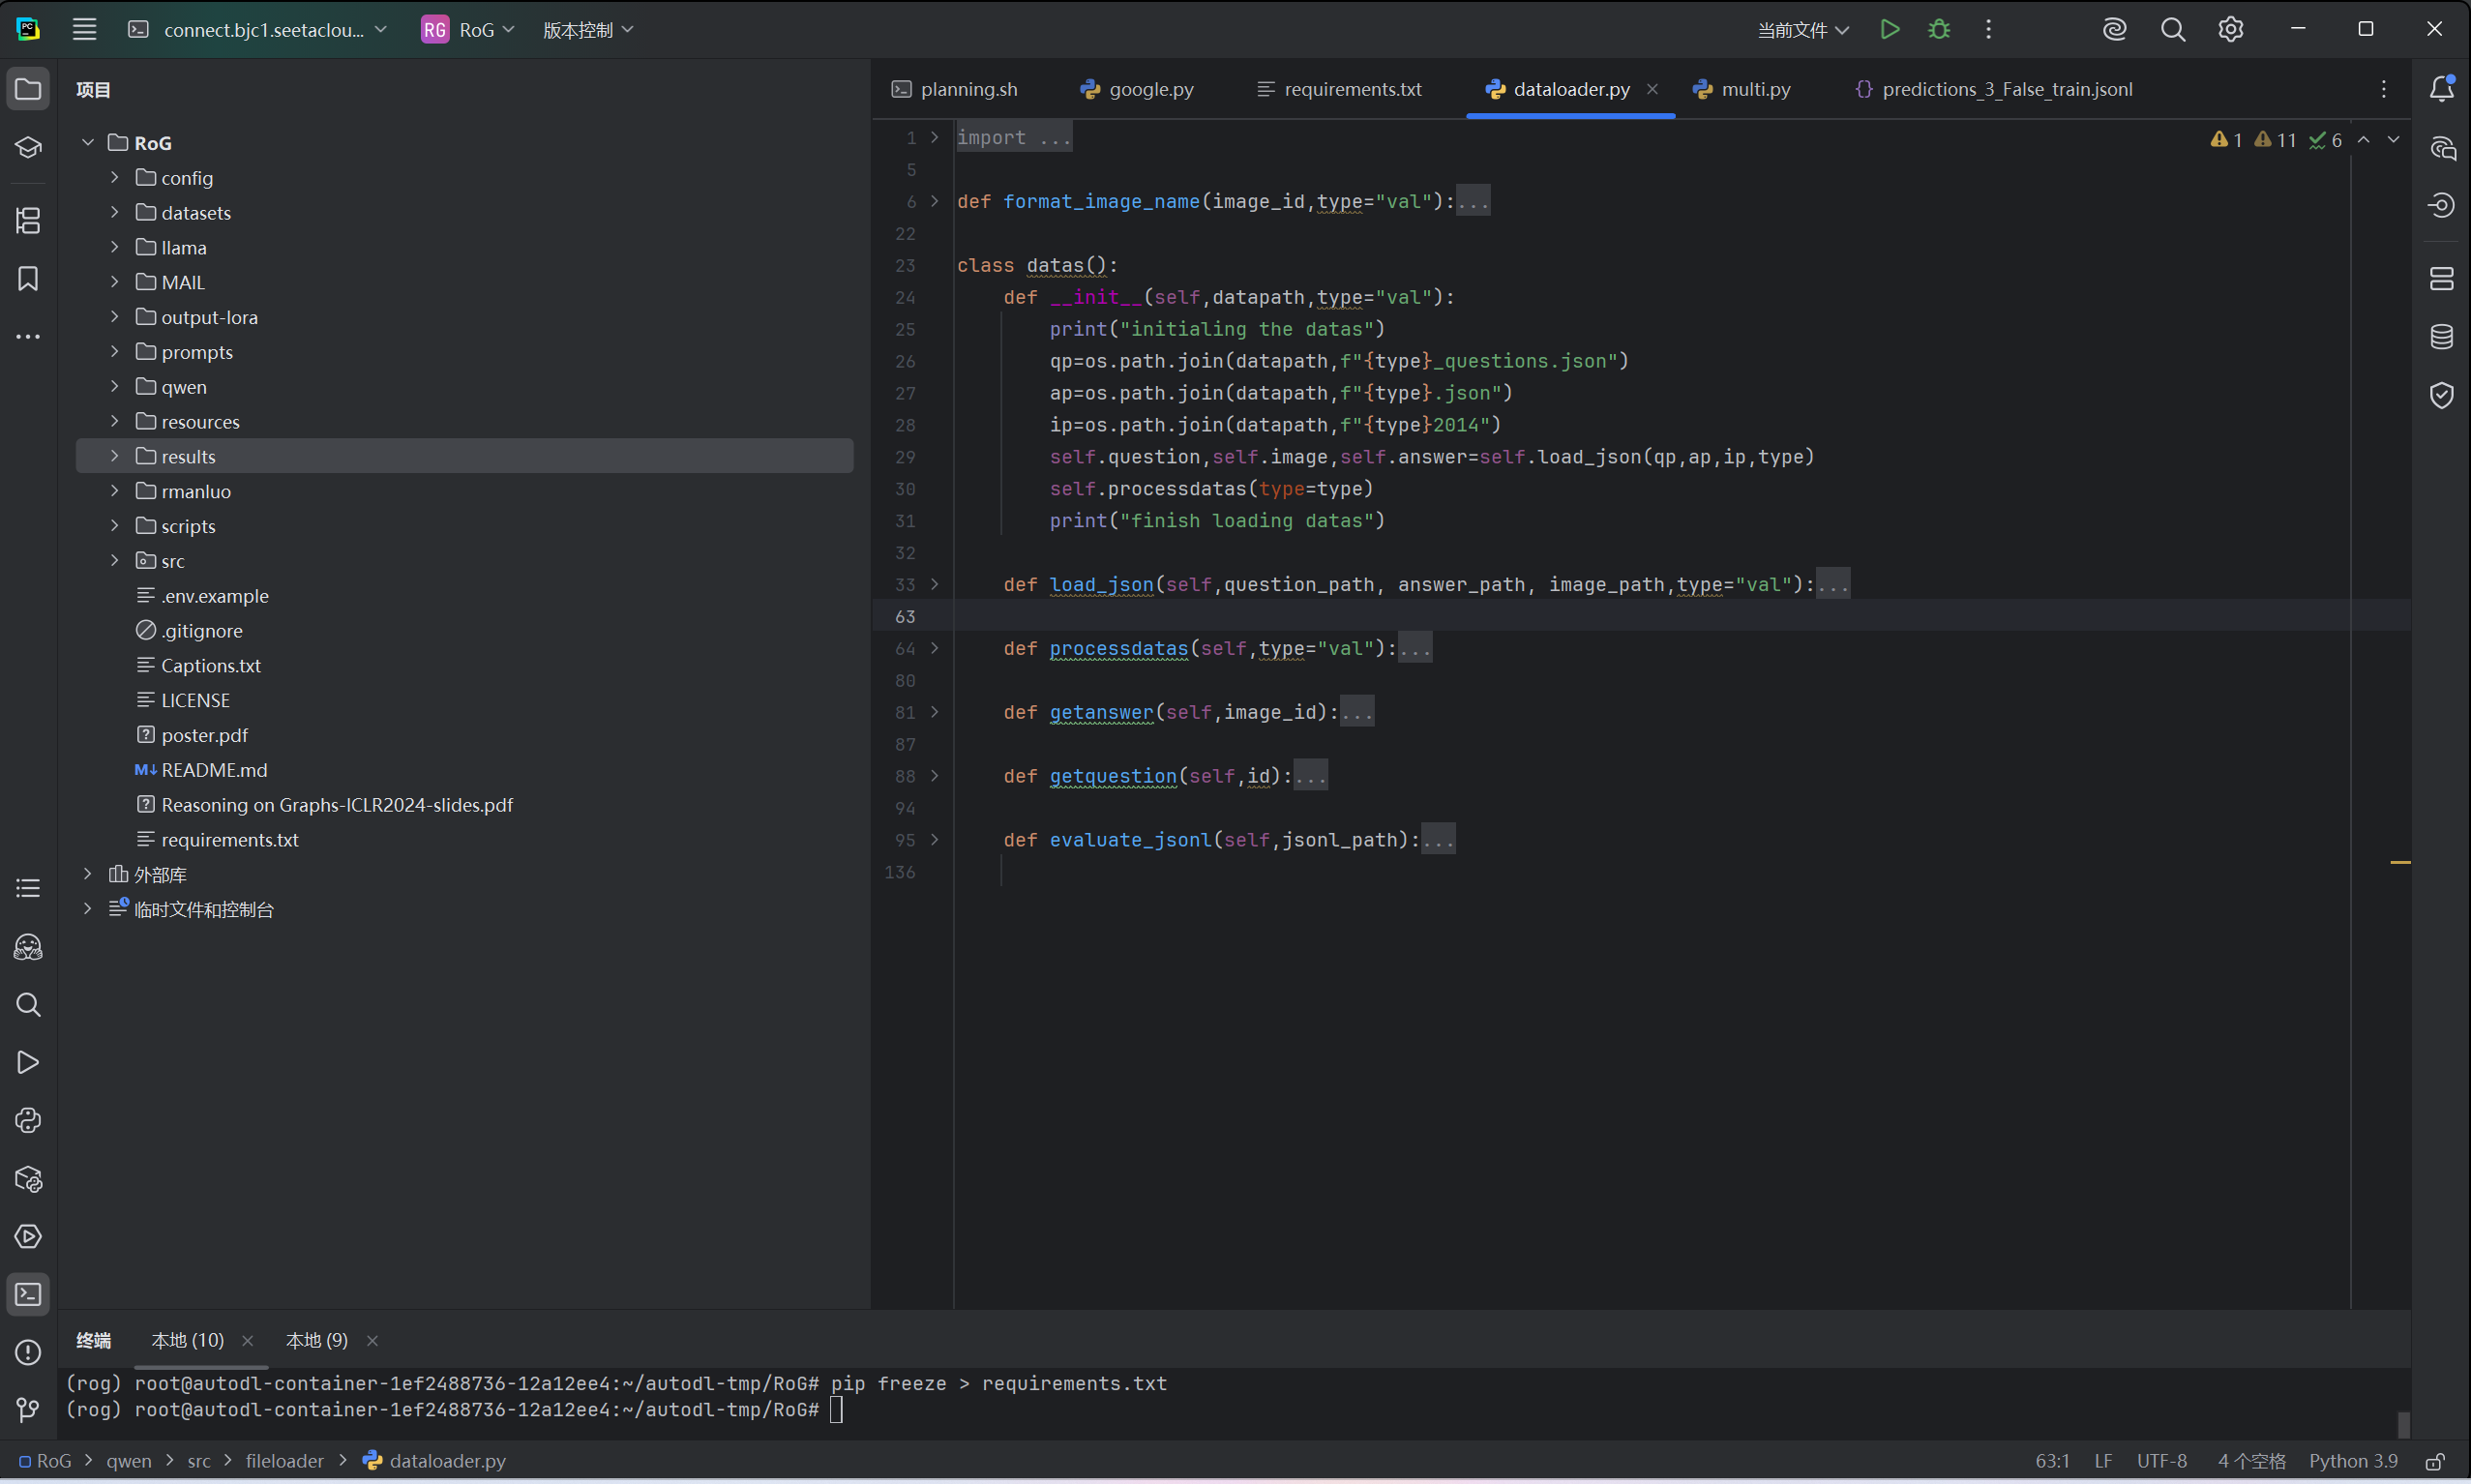 PC
connect.bjc1.seetaclou...
RG RoG
版本控制
当前文件
项目
RoG
config
datasets
llama
MAIL
output-lora
prompts
qwen
resources
results
rmanluo
scripts
src
.env.example
.gitignore
Captions.txt
LICENSE
poster.pdf
M↓ README.md
Reasoning on Graphs-ICLR2024-slides.pdf
requirements.txt
外部库
临时文件和控制台
planning.sh
google.py
requirements.txt
dataloader.py
multi.py
predictions_3_False_train.jsonl
1 11 6
1 import ...
5
6 def format_image_name(image_id,type="val"):...
22
23 class datas():
24 def __init__(self,datapath,type="val"):
25 print("initialing the datas")
26 qp=os.path.join(datapath,f"{type}_questions.json")
27 ap=os.path.join(datapath,f"{type}.json")
28 ip=os.path.join(datapath,f"{type}2014")
29 self.question,self.image,self.answer=self.load_json(qp,ap,ip,type)
30 self.processdatas(type=type)
31 print("finish loading datas")
32
33 def load_json(self,question_path, answer_path, image_path,type="val"):...
63
64 def processdatas(self,type="val"):...
80
81 def getanswer(self,image_id):...
87
88 def getquestion(self,id):...
94
95 def evaluate_jsonl(self,jsonl_path):...
136
终端
本地 (10)
本地 (9)
(rog) root@autodl-container-1ef2488736-12a12ee4:~/autodl-tmp/RoG# pip freeze > requirements.txt
(rog) root@autodl-container-1ef2488736-12a12ee4:~/autodl-tmp/RoG#
RoG > qwen > src > fileloader > dataloader.py
63:1 LF UTF-8 4 个空格 Python 3.9